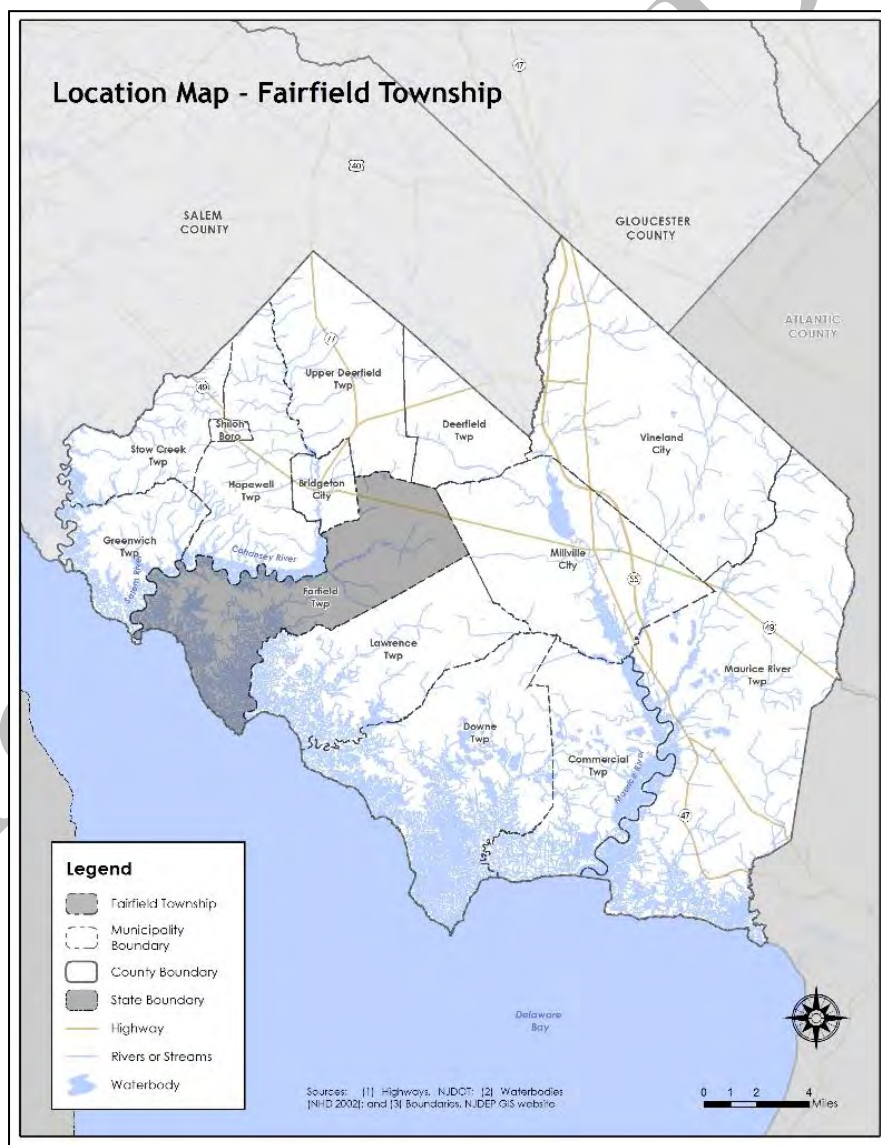 Location Map - Fairfield Township
47
40
SALEM
COUNTY
GLOUCESTER
COUNTY
ATLANTIC
COUNTY
77
Upper Deerfield
Twp
49
Shiloh
Boro
Deerfield
Twp
Vineland
City
Stow Creek
Twp
Hopewell
Twp
Bridgeton
City
Greenwich
Twp
Cohansey River
Millville
City
55
Farfield
Twp
Lawrence
Twp
49
Maurice River
Twp
Downe
Twp
Commercial
Twp
Maurice River
47
Legend
Fairfield Township
Municipality
Boundary
County Boundary
State Boundary
Highway
Rivers or Streams
Waterbody
Delaware
Bay
Sources: (1) Highways, NJDOT; (2) Waterbodies
(NHD 2002); and (3) Boundaries, NJDEP GIS website
0 1 2 4
Miles